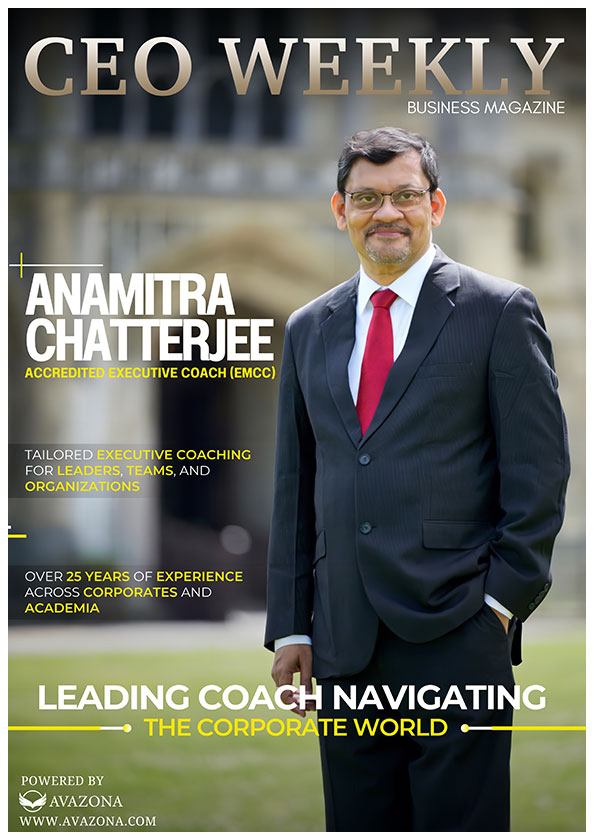 CEO WEEKLY
BUSINESS MAGAZINE
ANAMITRA
CHATTERJEE
ACCREDITED EXECUTIVE COACH (EMCC)
TAILORED EXECUTIVE COACHING
FOR LEADERS, TEAMS, AND
ORGANIZATIONS
OVER 25 YEARS OF EXPERIENCE
ACROSS CORPORATES AND
ACADEMIA
LEADING COACH NAVIGATING
THE CORPORATE WORLD
POWERED BY
AVAZONA
WWW.AVAZONA.COM